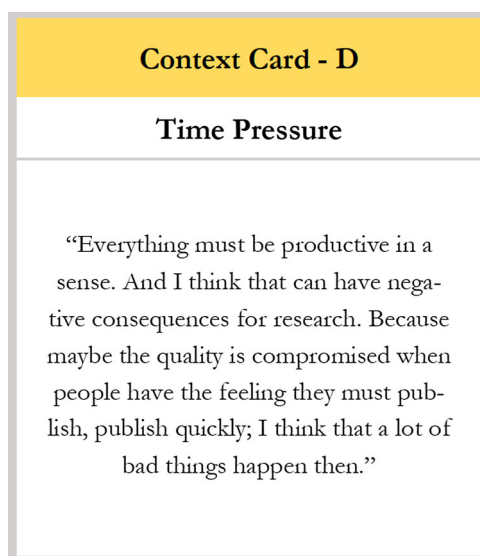 Context Card - D
Time Pressure
“Everything must be productive in a
sense. And I think that can have nega-
tive consequences for research. Because
maybe the quality is compromised when
people have the feeling they must pub-
lish, publish quickly; I think that a lot of
bad things happen then.”